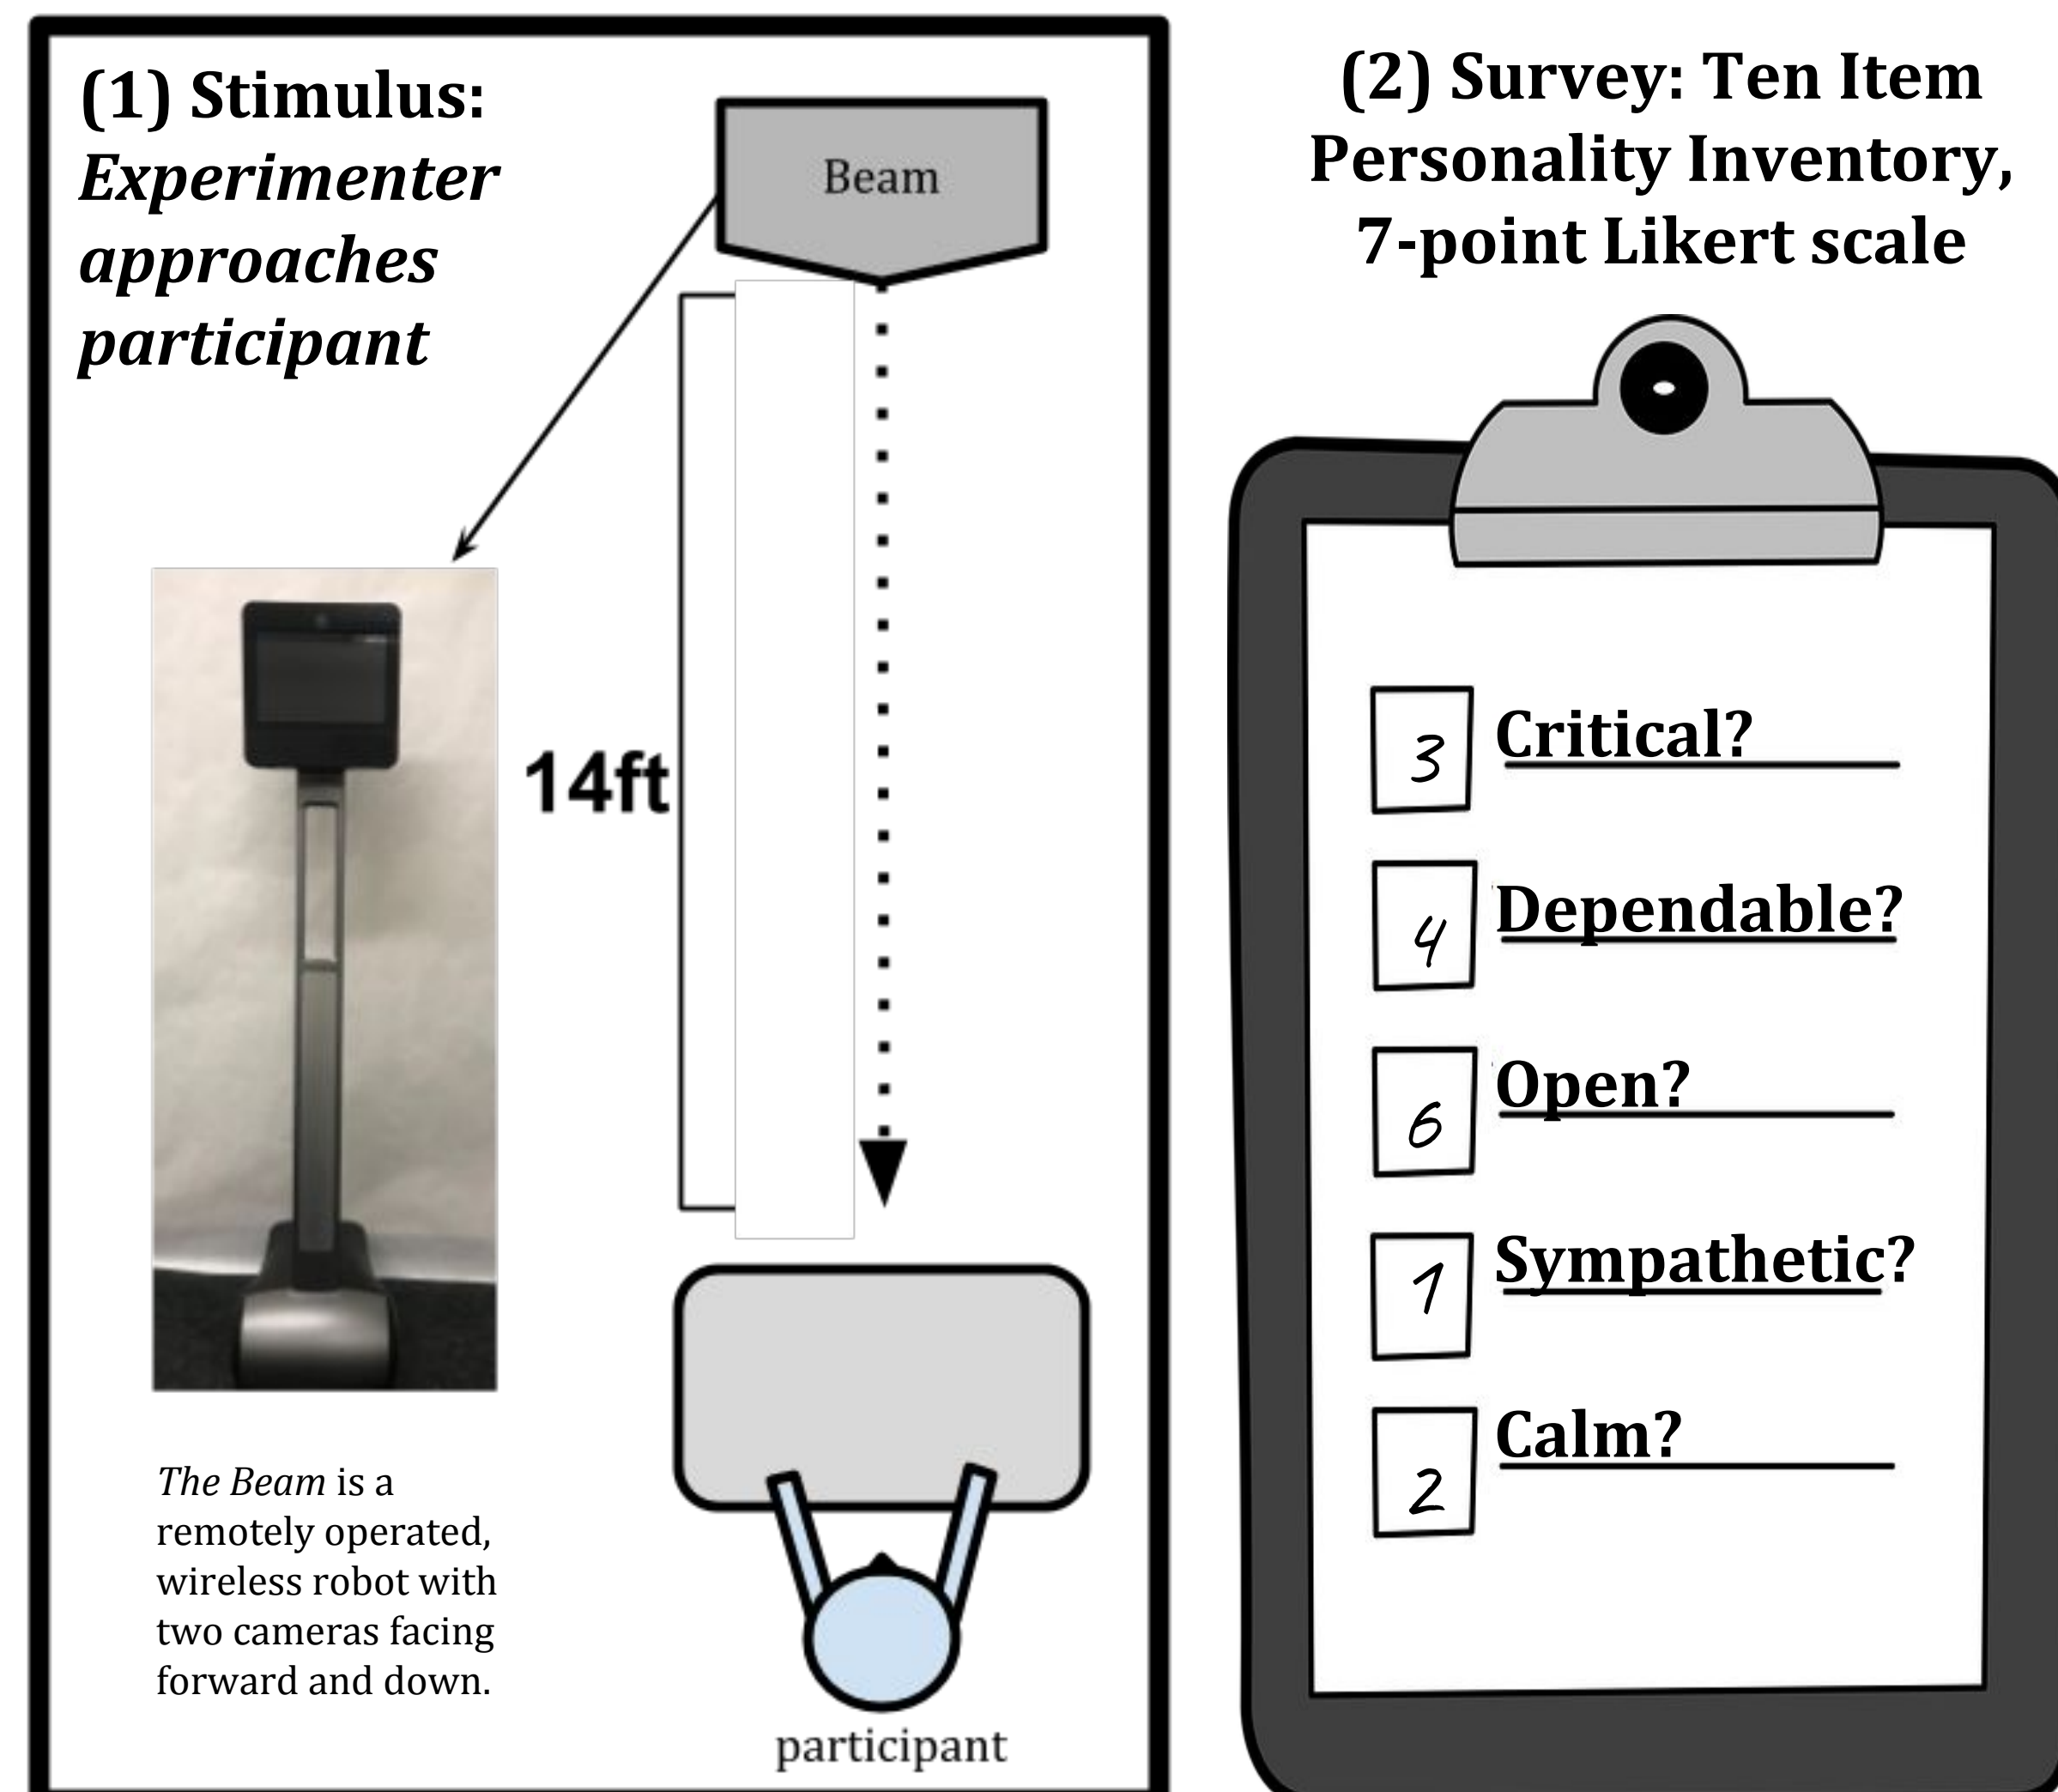 (1) Stimulus:
Experimenter
approaches
participant
Beam
14ft
The Beam is a
remotely operated,
wireless robot with
two cameras facing
forward and down.
participant
(2) Survey: Ten Item
Personality Inventory,
7-point Likert scale
3 Critical?
4 Dependable?
6 Open?
1 Sympathetic?
2 Calm?